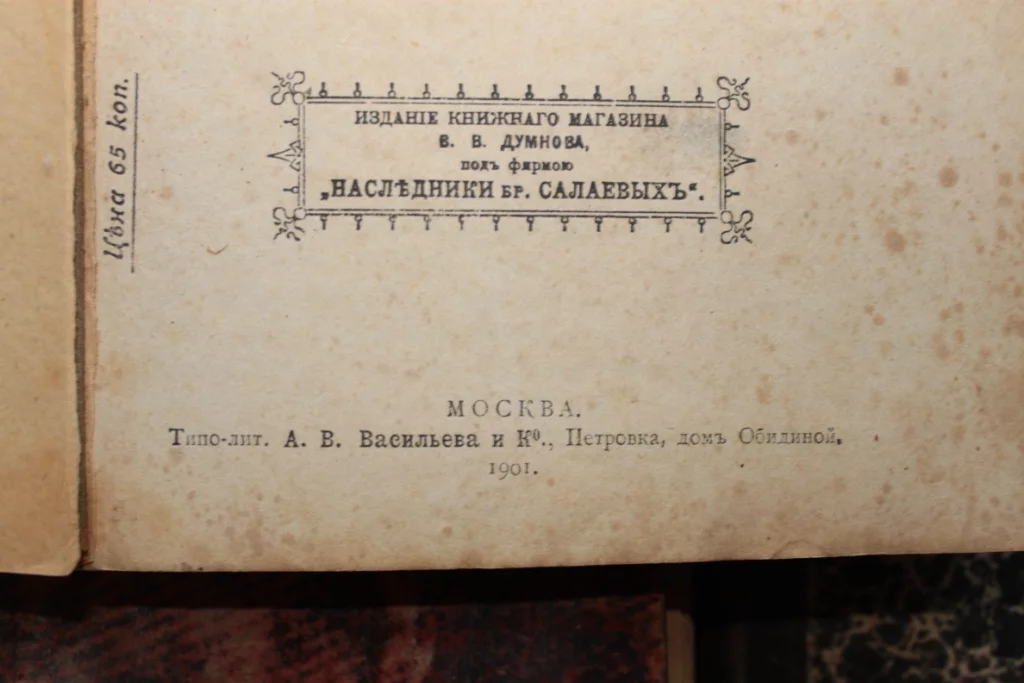 Цѣна 65 коп.
ИЗДАНІЕ КНИЖНАГО МАГАЗИНА
В. В. ДУМНОВА,
подъ фирмою
„НАСЛѢДНИКИ БР. САЛАЕВЫХЪ“.
МОСКВА.
Типо-лит. А. В. Васильева и Ко., Петровка, домъ Обидиной.
1901.